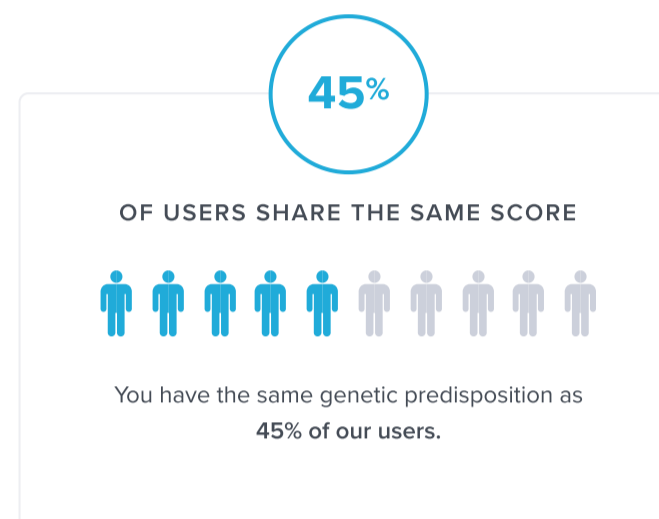 45%
OF USERS SHARE THE SAME SCORE
You have the same genetic predisposition as
45% of our users.